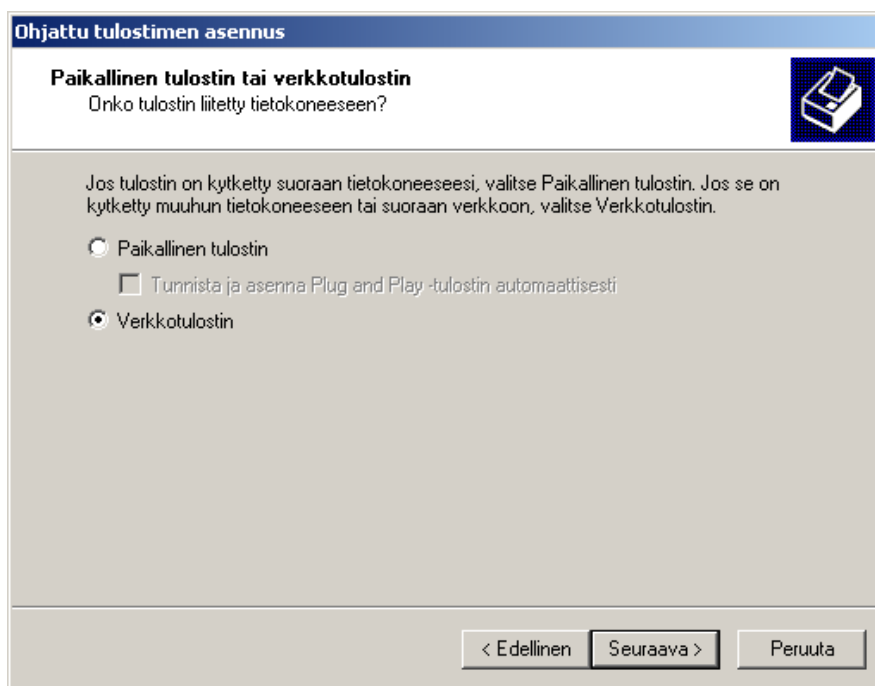 Ohjattu tulostimen asennus
Paikallinen tulostin tai verkkotulostin
Onko tulostin liitetty tietokoneeseen?
Jos tulostin on kytketty suoraan tietokoneeseesi, valitse Paikallinen tulostin. Jos se on
kytketty muuhun tietokoneeseen tai suoraan verkkoon, valitse Verkkotulostin.
Paikallinen tulostin
Tunnista ja asenna Plug and Play -tulostin automaattisesti
Verkkotulostin
< Edellinen Seuraava > Peruuta